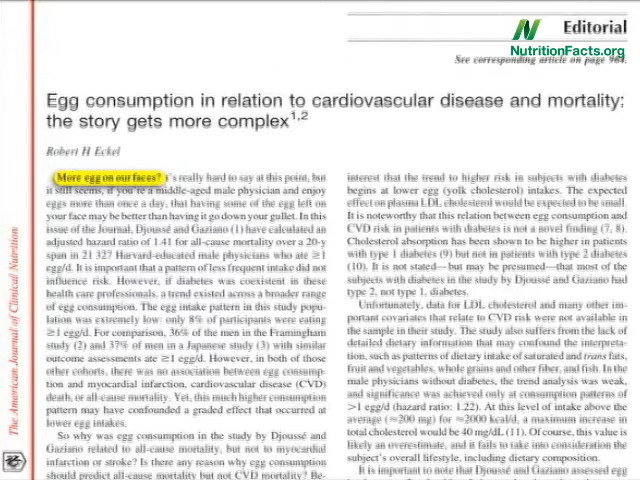 Editorial
NutritionFacts.org
See corresponding article on page 964.
Egg consumption in relation to cardiovascular disease and mortality:
the story gets more complex1,2
Robert H Eckel
More egg on our faces? t's really hard to say at this point, but
it still seems, if you're a middle-aged male physician and enjoy
eggs more than once a day, that having some of the egg left on
your face may be better than having it go down your gullet. In this
issue of the Journal, Djoussé and Gaziano (1) have calculated an
adjusted hazard ratio of 1.41 for all-cause mortality over a 20-y
span in 21 327 Harvard-educated male physicians who ate ≥1
egg/d. It is important that a pattern of less frequent intake did not
influence risk. However, if diabetes was coexistent in these
health care professionals, a trend existed across a broader range
of egg consumption. The egg intake pattern in this study popu-
lation was extremely low: only 8% of participants were eating
≥1 egg/d. For comparison, 36% of the men in the Framingham
study (2) and 37% of men in a Japanese study (3) with similar
outcome assessments ate ≥1 egg/d. However, in both of those
other cohorts, there was no association between egg consump-
tion and myocardial infarction, cardiovascular disease (CVD)
death, or all-cause mortality. Yet, this much higher consumption
pattern may have confounded a graded effect that occurred at
lower egg intakes.
So why was egg consumption in the study by Djoussé and
Gaziano related to all-cause mortality, but not to myocardial
infarction or stroke? Is there any reason why egg consumption
should predict all-cause mortality but not CVD mortality? Be-
interest that the trend to higher risk in subjects with diabetes
begins at lower egg (yolk cholesterol) intakes. The expected
effect on plasma LDL cholesterol would be expected to be small.
It is noteworthy that this relation between egg consumption and
CVD risk in patients with diabetes is not a novel finding (7, 8).
Cholesterol absorption has been shown to be higher in patients
with type 1 diabetes (9) but not in patients with type 2 diabetes
(10). It is not stated—but may be presumed—that most of the
subjects with diabetes in the study by Djoussé and Gaziano had
type 2, not type 1, diabetes.
Unfortunately, data for LDL cholesterol and many other im-
portant covariates that relate to CVD risk were not available in
the sample in their study. The study also suffers from the lack of
detailed dietary information that may confound the interpreta-
tion, such as patterns of dietary intake of saturated and trans fats,
fruit and vegetables, whole grains and other fiber, and fish. In the
male physicians without diabetes, the trend analysis was weak,
and significance was achieved only at consumption patterns of
>1 egg/d (hazard ratio: 1.22). At this level of intake above the
average (≈200 mg) for ≈2000 kcal/d, a maximum increase in
total cholesterol would be 40 mg/dL (11). Of course, this value is
likely an overestimate, and it fails to take into consideration the
subject's overall lifestyle, including dietary composition.
It is important to note that Djoussé and Gaziano assessed egg
The American Journal of Clinical Nutrition